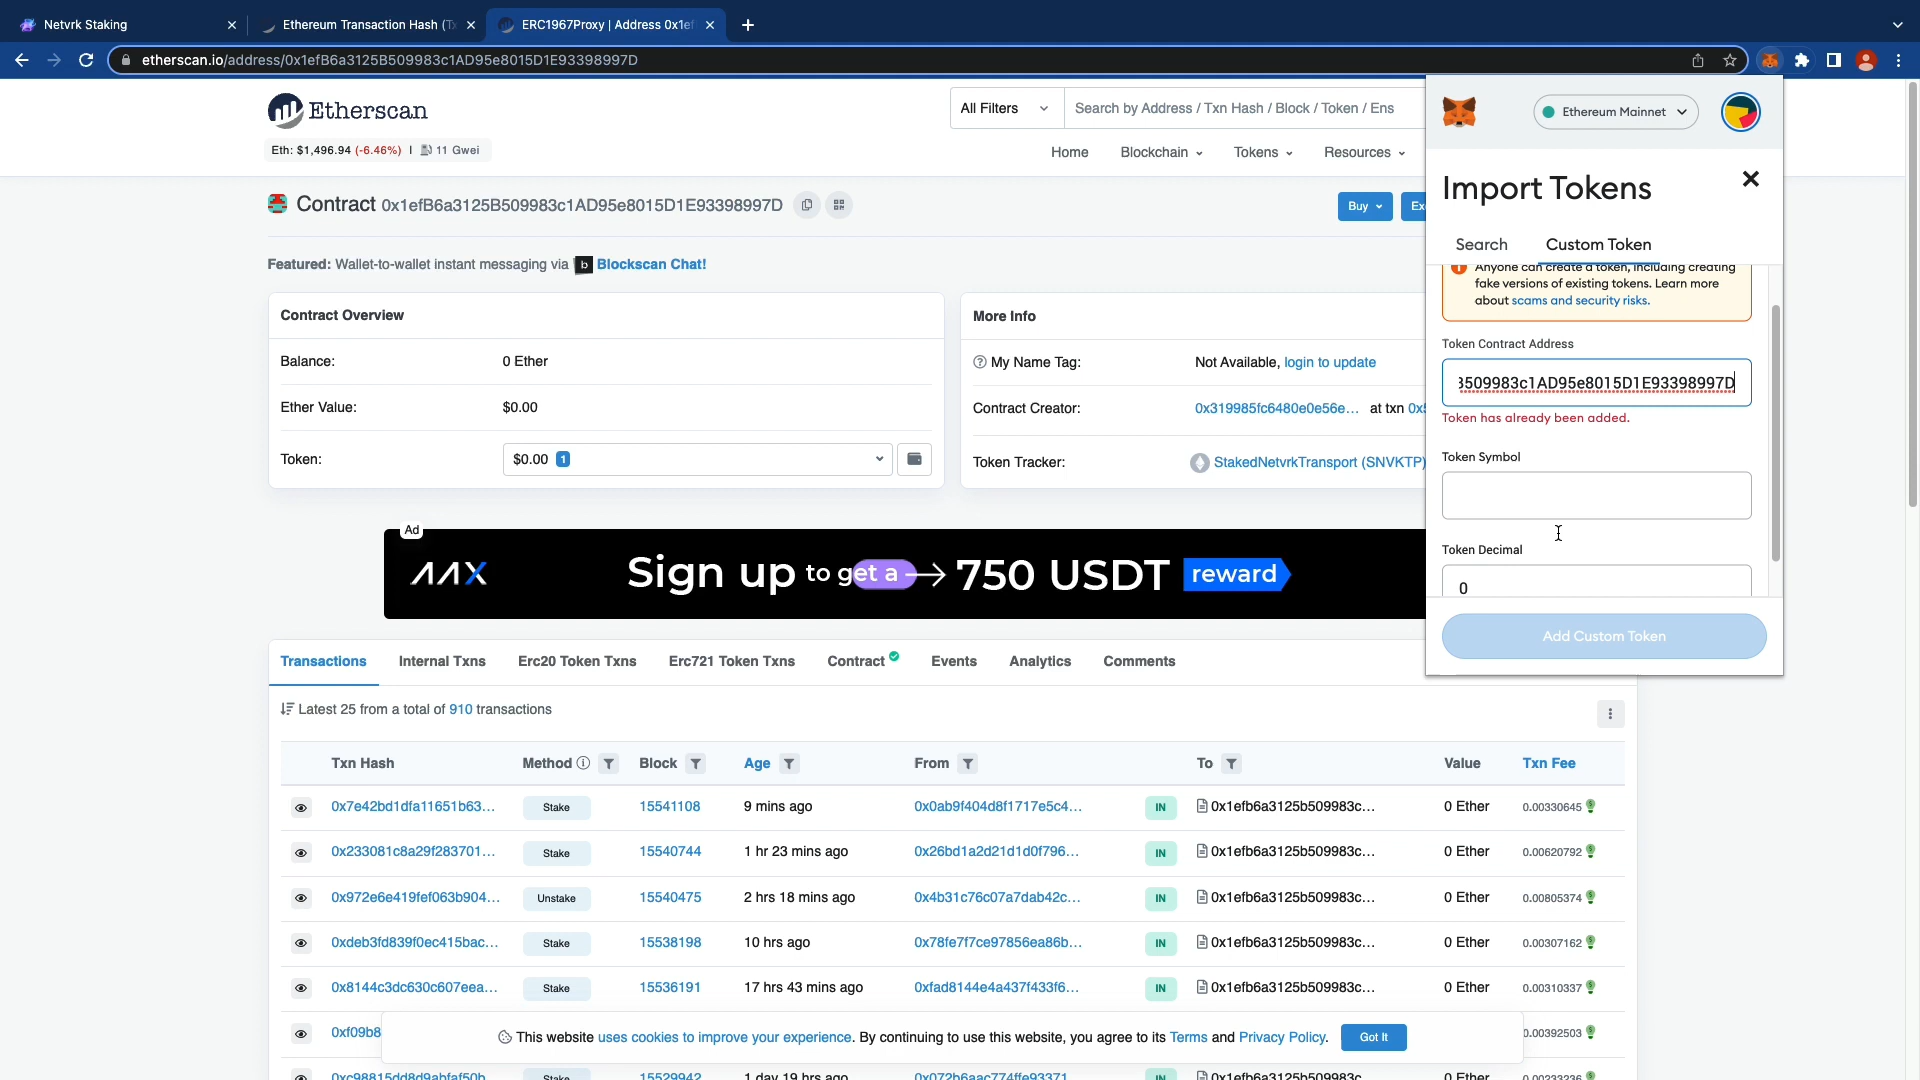 Netvrk Staking
Ethereum Transaction Hash (Tx
ERC1967Proxy | Address 0x1ef
etherscan.io/address/0x1efB6a3125B509983c1AD95e8015D1E93398997D
Etherscan
All Filters
Search by Address / Txn Hash / Block / Token / Ens
Eth: $1,496.94 (-6.46%) | 11 Gwei
Home
Blockchain
Tokens
Resources
Contract 0x1efB6a3125B509983c1AD95e8015D1E93398997D
Buy
Ex
Featured: Wallet-to-wallet instant messaging via b Blockscan Chat!
Contract Overview
Balance:
0 Ether
Ether Value:
$0.00
Token:
$0.00 1
More Info
My Name Tag:
Not Available, login to update
Contract Creator:
0x319985fc6480e0e56e... at txn
Token Tracker:
StakedNetvrkTransport (SNVKTP)
Ethereum Mainnet
Import Tokens
Search
Custom Token
Anyone can create a token, including creating
fake versions of existing tokens. Learn more
about scams and security risks.
Token Contract Address
3509983c1AD95e8015D1E93398997D
Token has already been added.
Token Symbol
Token Decimal
0
Add Custom Token
Ad
AAX
Sign up to get a 750 USDT reward
Transactions
Internal Txns
Erc20 Token Txns
Erc721 Token Txns
Contract
Events
Analytics
Comments
Latest 25 from a total of 910 transactions
Txn Hash Method Block Age From To Value Txn Fee
0x7e42bd1dfa11651b63... Stake 15541108 9 mins ago 0x0ab9f404d8f1717e5c4... IN 0x1efb6a3125b509983c... 0 Ether 0.00330645
0x233081c8a29f283701... Stake 15540744 1 hr 23 mins ago 0x26bd1a2d21d1d0f796... IN 0x1efb6a3125b509983c... 0 Ether 0.00620792
0x972e6e419fef063b904... Unstake 15540475 2 hrs 18 mins ago 0x4b31c76c07a7dab42c... IN 0x1efb6a3125b509983c... 0 Ether 0.00805374
0xdeb3fd839f0ec415bac... Stake 15538198 10 hrs ago 0x78fe7f7ce97856ea86b... IN 0x1efb6a3125b509983c... 0 Ether 0.00307162
0x8144c3dc630c607eea... Stake 15536191 17 hrs 43 mins ago 0xfad8144e4a437f433f6... IN 0x1efb6a3125b509983c... 0 Ether 0.00310337
0xf09b8 0.00392503
This website uses cookies to improve your experience. By continuing to use this website, you agree to its Terms and Privacy Policy.
Got It
0xc98815dd8d9abfaf50b Stake 15529942 1 day 19 hrs ago 0x072b6aac774ffe93371 IN 0x1efb6a3125b509983c 0 Ether 0.00233236